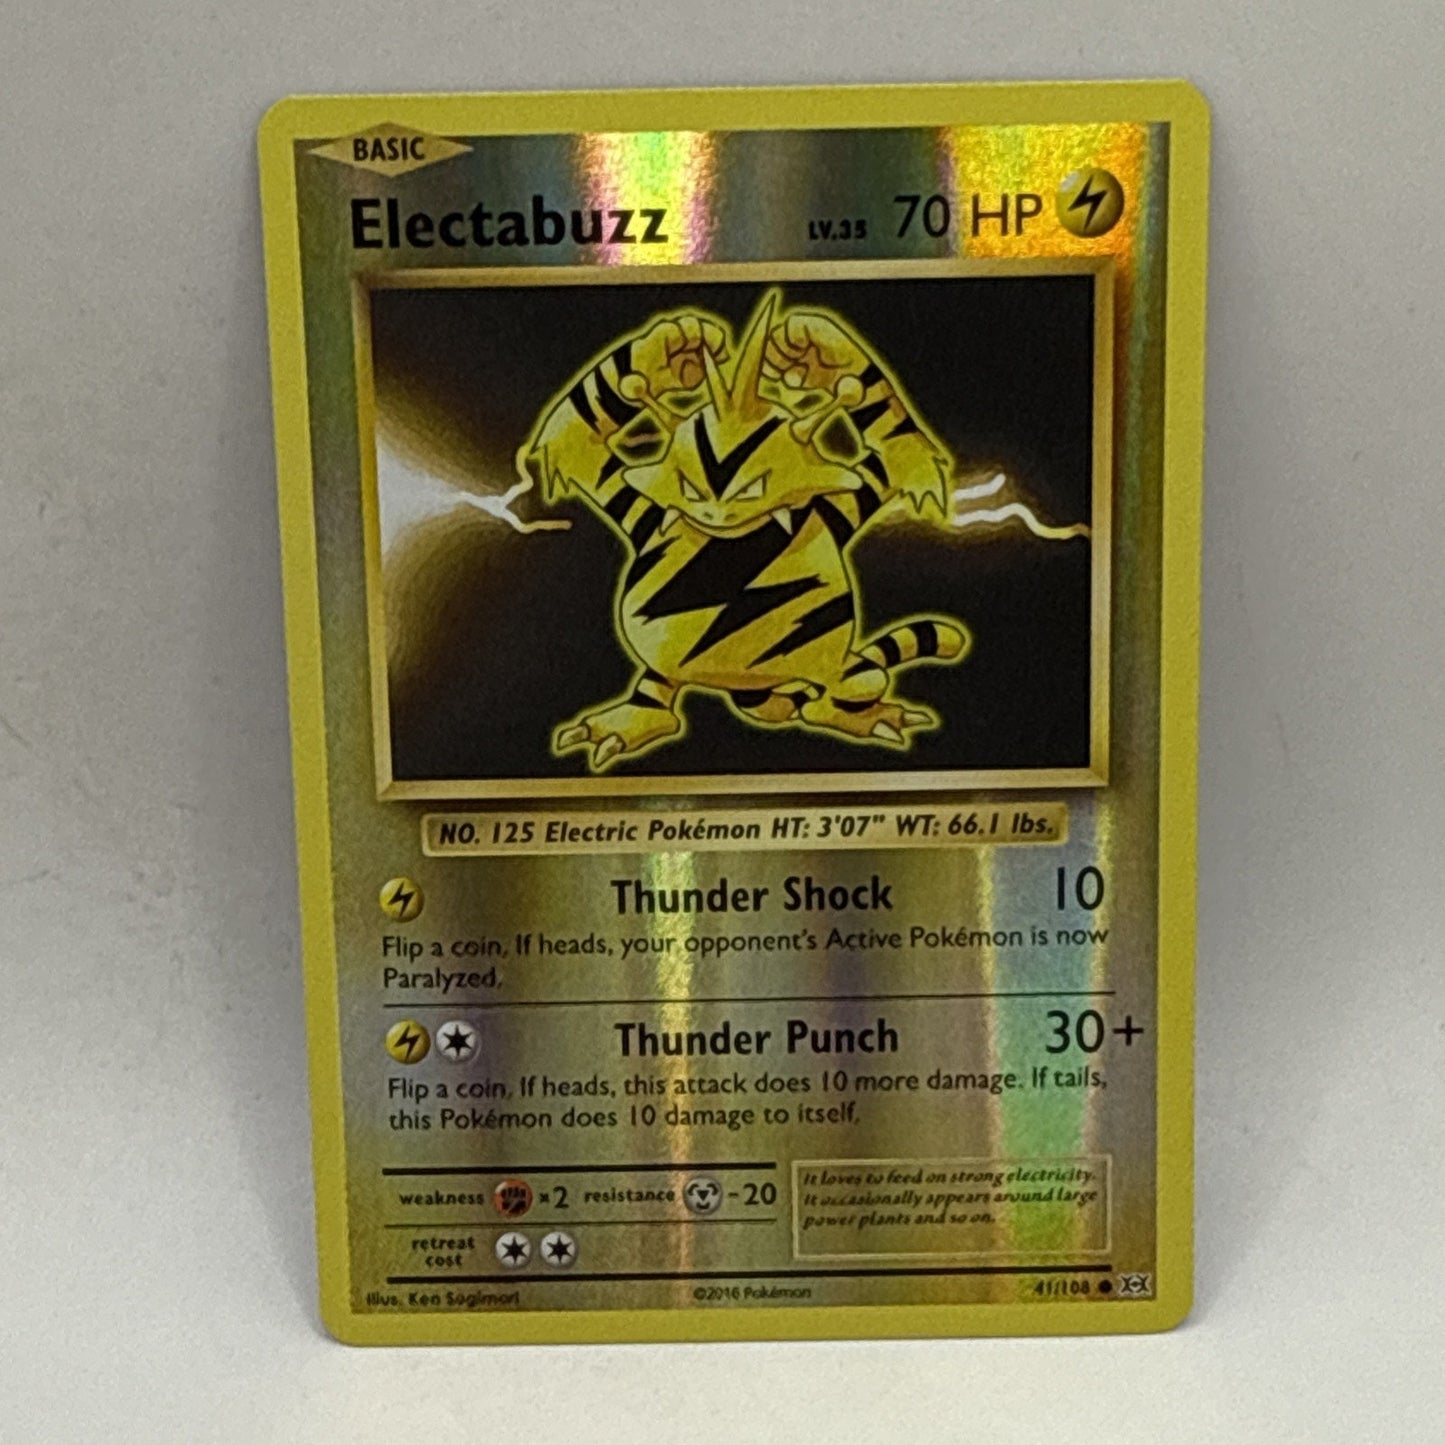 BASIC
Electabuzz LV.35 70 HP
NO. 125 Electric Pokémon HT: 3'07" WT: 66.1 lbs.
Thunder Shock 10
Flip a coin. If heads, your opponent's Active Pokémon is now
Paralyzed.
Thunder Punch 30+
Flip a coin. If heads, this attack does 10 more damage. If tails,
this Pokémon does 10 damage to itself.
weakness ×2 resistance -20
retreat
cost
It loves to feed on strong electricity.
It occasionally appears around large
power plants and so on.
Illus. Ken Sugimori ©2016 Pokémon 41/108